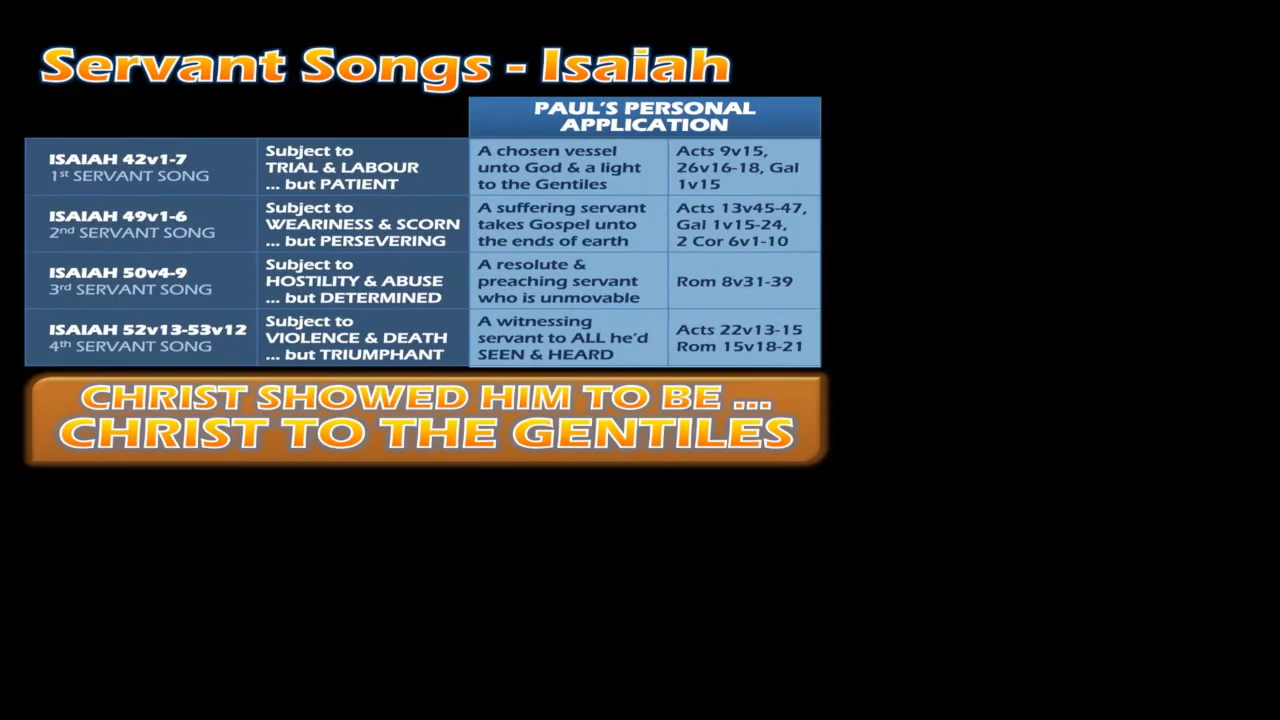 Servant Songs - Isaiah
PAUL'S PERSONAL
APPLICATION
ISAIAH 42v1-7
1st SERVANT SONG
Subject to
TRIAL & LABOUR
... but PATIENT
A chosen vessel
unto God & a light
to the Gentiles
Acts 9v15,
26v16-18, Gal
1v15
ISAIAH 49v1-6
2nd SERVANT SONG
Subject to
WEARINESS & SCORN
... but PERSEVERING
A suffering servant
takes Gospel unto
the ends of earth
Acts 13v45-47,
Gal 1v15-24,
2 Cor 6v1-10
ISAIAH 50v4-9
3rd SERVANT SONG
Subject to
HOSTILITY & ABUSE
... but DETERMINED
A resolute &
preaching servant
who is unmovable
Rom 8v31-39
ISAIAH 52v13-53v12
4th SERVANT SONG
Subject to
VIOLENCE & DEATH
... but TRIUMPHANT
A witnessing
servant to ALL he'd
SEEN & HEARD
Acts 22v13-15
Rom 15v18-21
CHRIST SHOWED HIM TO BE ...
CHRIST TO THE GENTILES